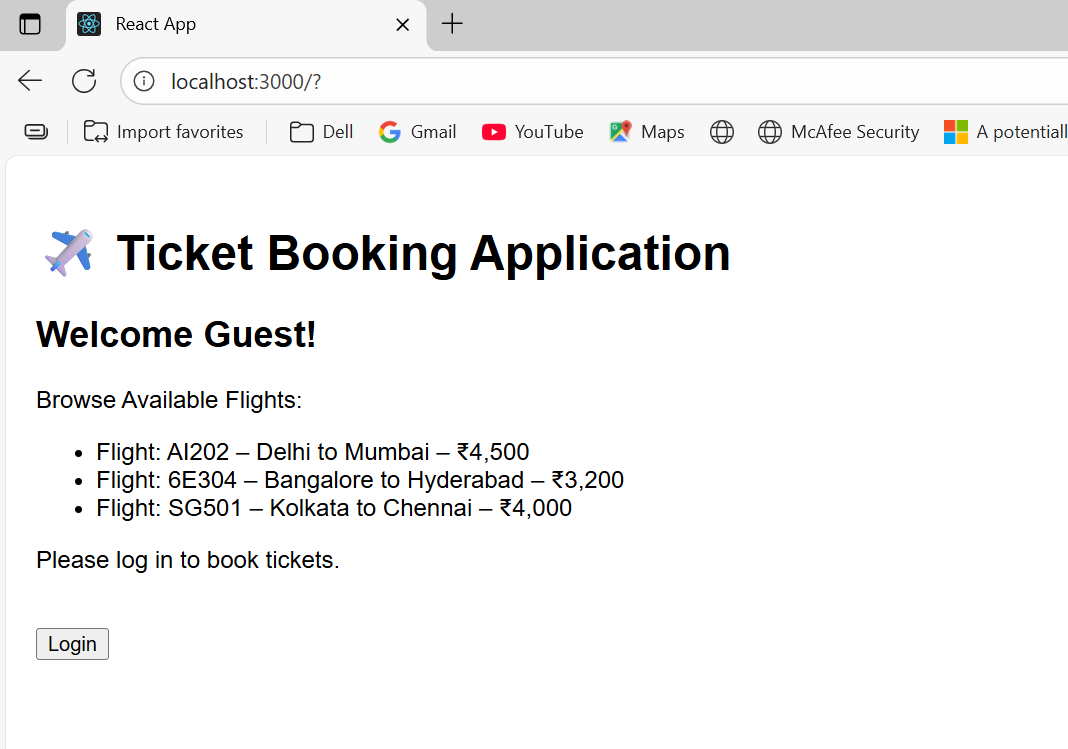 React App
localhost:3000/?
Import favorites Dell Gmail YouTube Maps McAfee Security A potentiall
✈️ Ticket Booking Application
Welcome Guest!
Browse Available Flights:
• Flight: AI202 – Delhi to Mumbai – ₹4,500
• Flight: 6E304 – Bangalore to Hyderabad – ₹3,200
• Flight: SG501 – Kolkata to Chennai – ₹4,000
Please log in to book tickets.
Login